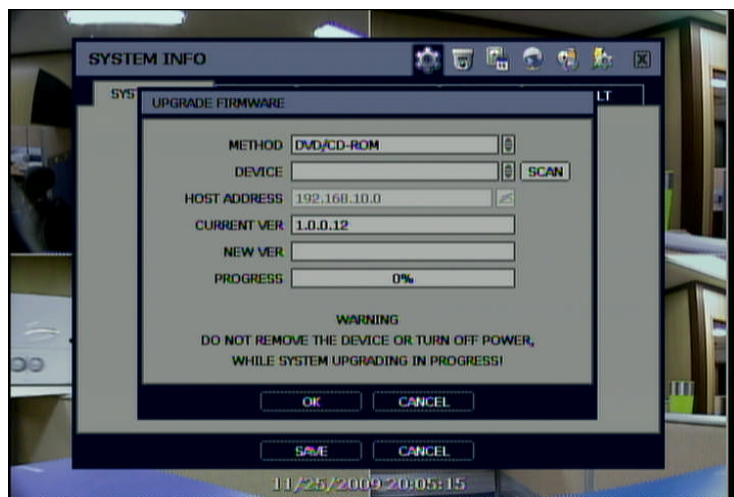 SYSTEM INFO
SYS
LT
UPGRADE FIRMWARE
METHOD DVD/CD-ROM
DEVICE SCAN
HOST ADDRESS 192.168.10.0
CURRENT VER 1.0.0.12
NEW VER
PROGRESS 0%
WARNING
DO NOT REMOVE THE DEVICE OR TURN OFF POWER,
WHILE SYSTEM UPGRADING IN PROGRESS!
OK CANCEL
SAVE CANCEL
11/25/2009 20:05:15